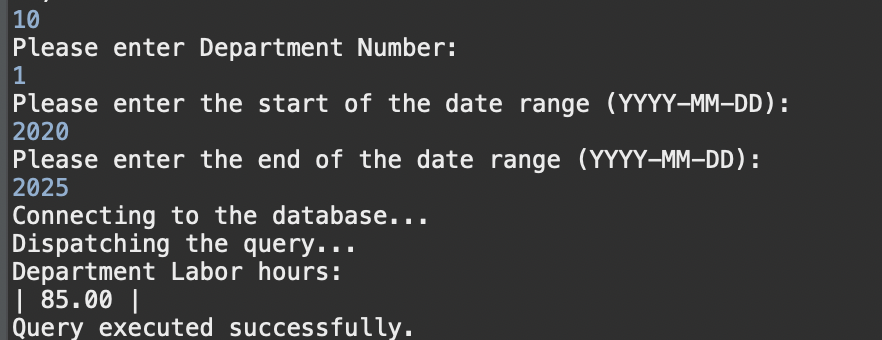 10
Please enter Department Number:
1
Please enter the start of the date range (YYYY-MM-DD):
2020
Please enter the end of the date range (YYYY-MM-DD):
2025
Connecting to the database...
Dispatching the query...
Department Labor hours:
| 85.00 |
Query executed successfully.